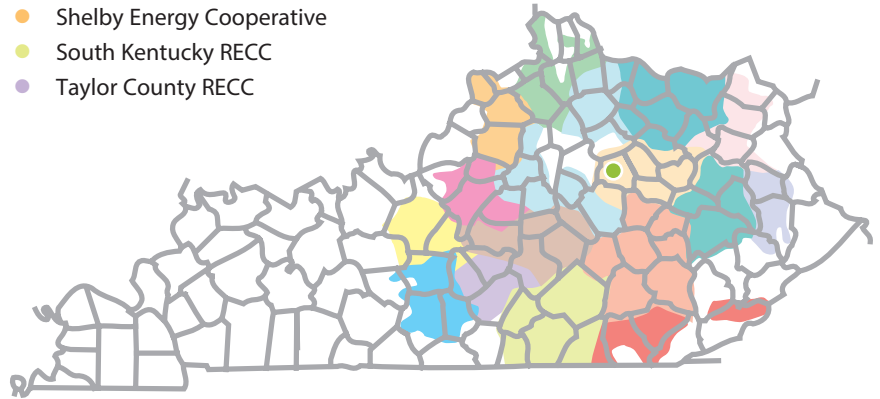 Shelby Energy Cooperative
South Kentucky RECC
Taylor County RECC